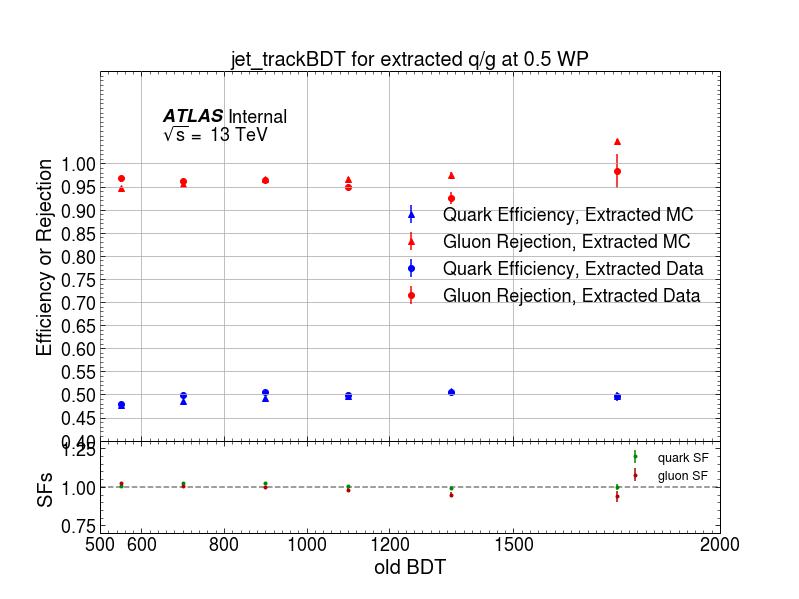 jet_trackBDT for extracted q/g at 0.5 WP
ATLAS Internal
√s = 13 TeV
Efficiency or Rejection
1.00
0.95
0.90
0.85
0.80
0.75
0.70
0.65
0.60
0.55
0.50
0.45
0.40
Quark Efficiency, Extracted MC
Gluon Rejection, Extracted MC
Quark Efficiency, Extracted Data
Gluon Rejection, Extracted Data
SFs
1.25
1.00
0.75
quark SF
gluon SF
500 600 800 1000 1200 1500 2000
old BDT